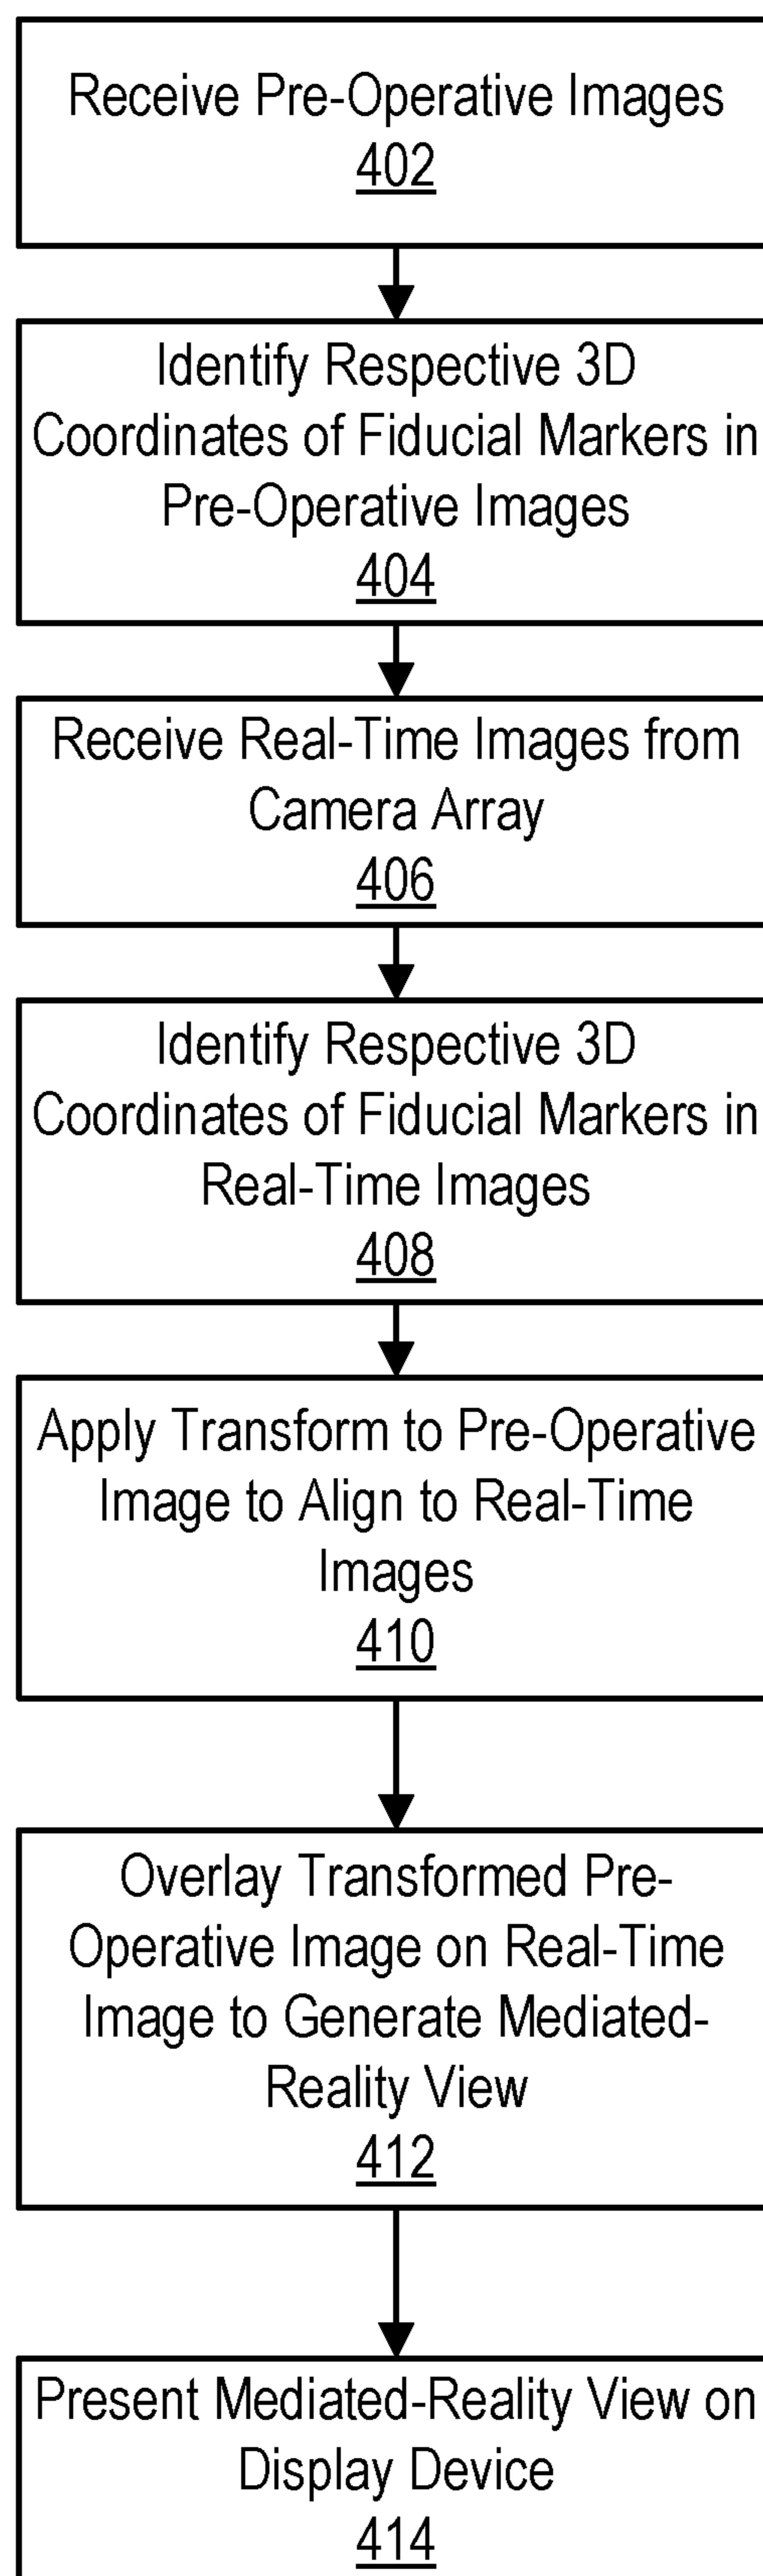 Receive Pre-Operative Images
402
Identify Respective 3D
Coordinates of Fiducial Markers in
Pre-Operative Images
404
Receive Real-Time Images from
Camera Array
406
Identify Respective 3D
Coordinates of Fiducial Markers in
Real-Time Images
408
Apply Transform to Pre-Operative
Image to Align to Real-Time
Images
410
Overlay Transformed Pre-
Operative Image on Real-Time
Image to Generate Mediated-
Reality View
412
Present Mediated-Reality View on
Display Device
414